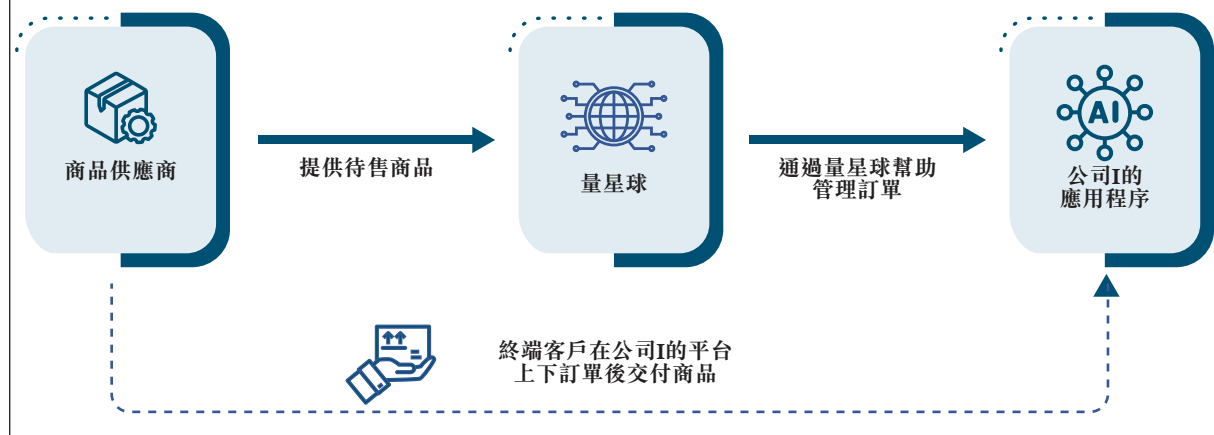 商品供應商
提供待售商品
量星球
通過量星球幫助
管理訂單
AI
公司I的
應用程序
終端客戶在公司I的平台
上下訂單後交付商品